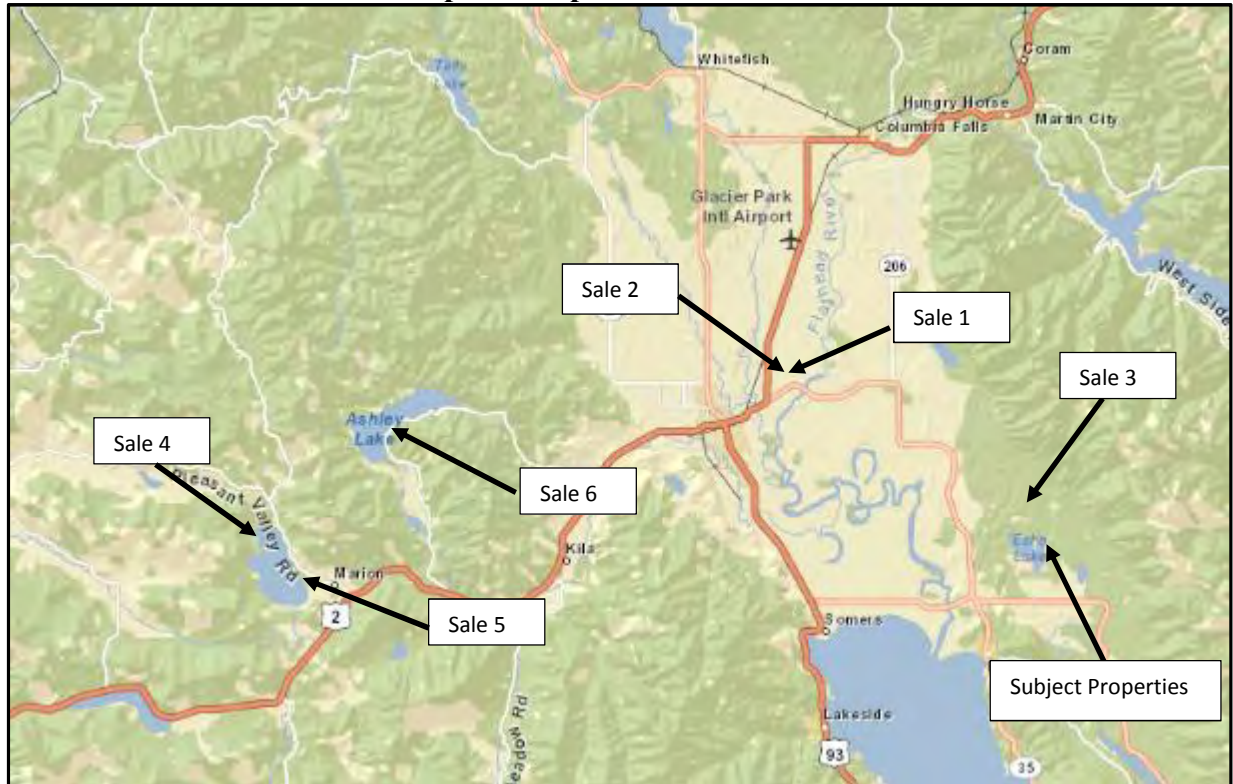 Whitefish
Coram
Hungry Horse
Martin City
Columbia Falls
Glacier Park
Intl Airport
Flathead River
206
West Side
Sale 2
Sale 1
Sale 3
Ashley
Lake
Sale 4
Sale 6
Pleasant Valley Rd
Kila
Marion
2
Sale 5
Somers
Subject Properties
Lakeside
eadow Rd
93
35